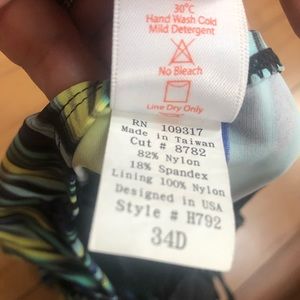 30°C
Hand Wash Cold
Mild Detergent
No Bleach
Line Dry Only
RN 109317
Made in Taiwan
Cut # 8782
82% Nylon
18% Spandex
Lining 100% Nylon
Designed in USA
Style # H792
34D